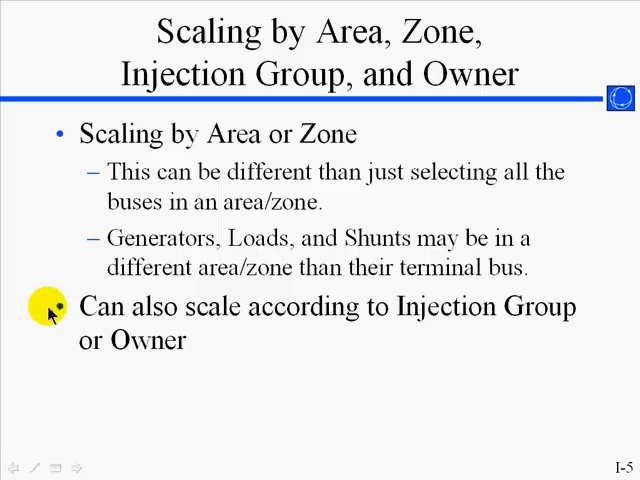 Scaling by Area, Zone,
Injection Group, and Owner
• Scaling by Area or Zone
– This can be different than just selecting all the
buses in an area/zone.
– Generators, Loads, and Shunts may be in a
different area/zone than their terminal bus.
• Can also scale according to Injection Group
or Owner
I-5